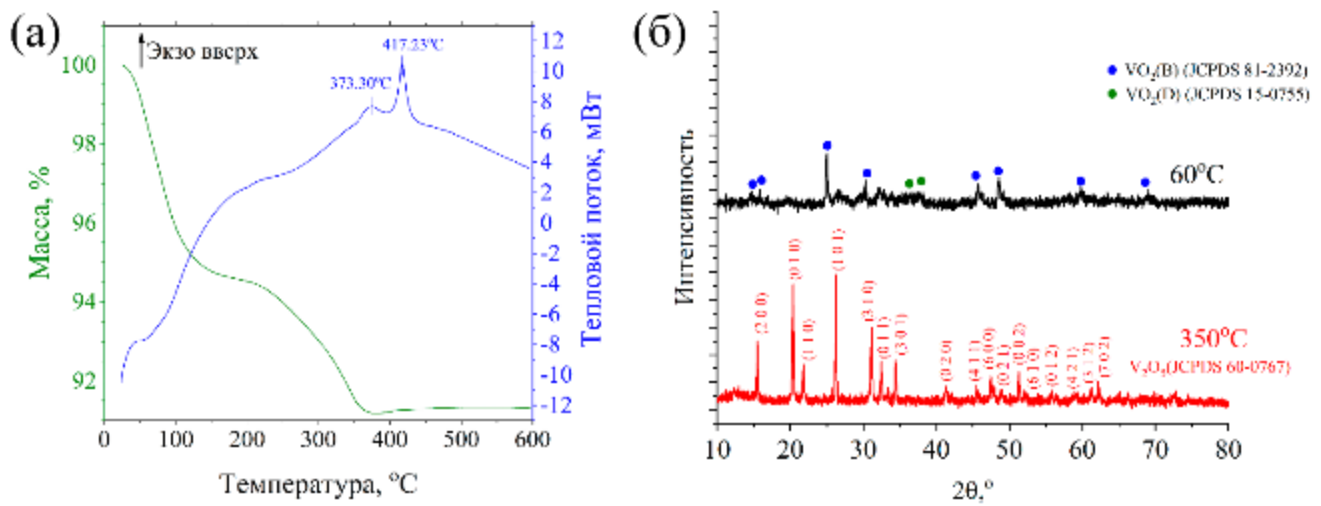 (а)
Экзо вверх
373.30°C
417.23°C
Масса, %
100
98
96
94
92
Тепловой поток, мВт
12
10
8
6
4
2
0
-2
-4
-6
-8
-10
-12
0 100 200 300 400 500 600
Температура, °C
(б)
VO2(B) (JCPDS 81-2392)
VO2(D) (JCPDS 15-0755)
60°C
Интенсивность
350°C
V2O5(JCPDS 60-0767)
(2 0 0)
(0 1 0)
(1 1 0)
(1 0 1)
(3 1 0)
(0 1 1)
(3 0 1)
(0 2 0)
(4 1 1)
(6 0 0)
(0 2 1)
(0 0 2)
(6 1 0)
(0 1 2)
(4 2 1)
(3 1 2)
(7 0 2)
10 20 30 40 50 60 70 80
2θ,°